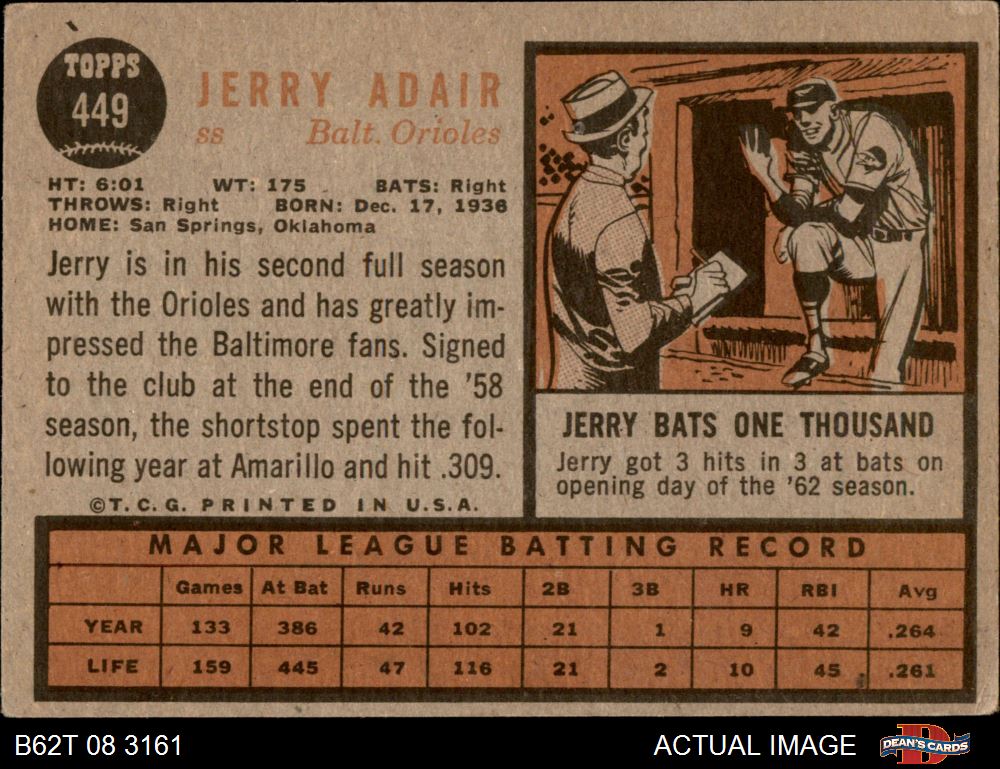 TOPPS
449
JERRY ADAIR
SS Balt. Orioles
HT: 6:01 WT: 175 BATS: Right
THROWS: Right BORN: Dec. 17, 1936
HOME: San Springs, Oklahoma
Jerry is in his second full season
with the Orioles and has greatly im-
pressed the Baltimore fans. Signed
to the club at the end of the '58
season, the shortstop spent the fol-
lowing year at Amarillo and hit .309.
©T.C.G. PRINTED IN U.S.A.
JERRY BATS ONE THOUSAND
Jerry got 3 hits in 3 at bats on
opening day of the '62 season.
MAJOR LEAGUE BATTING RECORD
Games At Bat Runs Hits 2B 3B HR RBI Avg
YEAR 133 386 42 102 21 1 9 42 .264
LIFE 159 445 47 116 21 2 10 45 .261
B62T 08 3161
ACTUAL IMAGE
DEAN'S CARDS